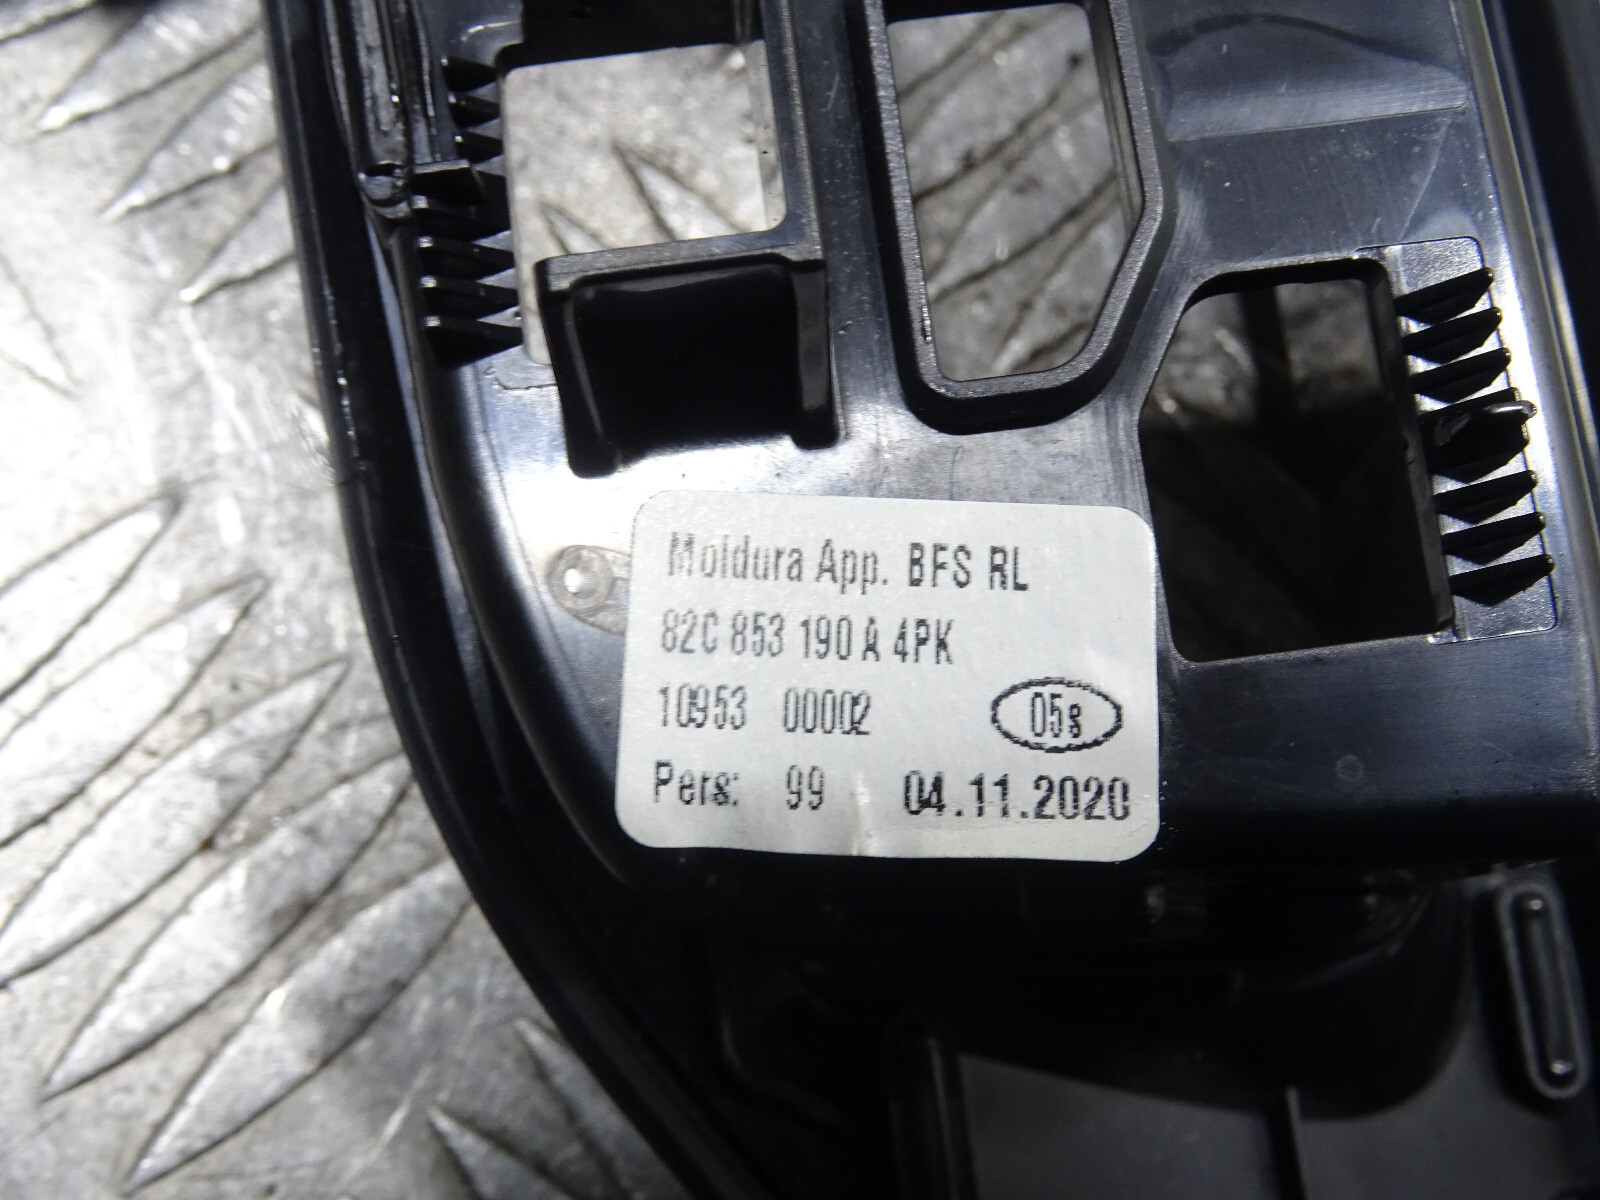 Moldura App. BFS RL
82C 853 190 A 4PK
10953 00002 05s
Pers: 99 04.11.2020